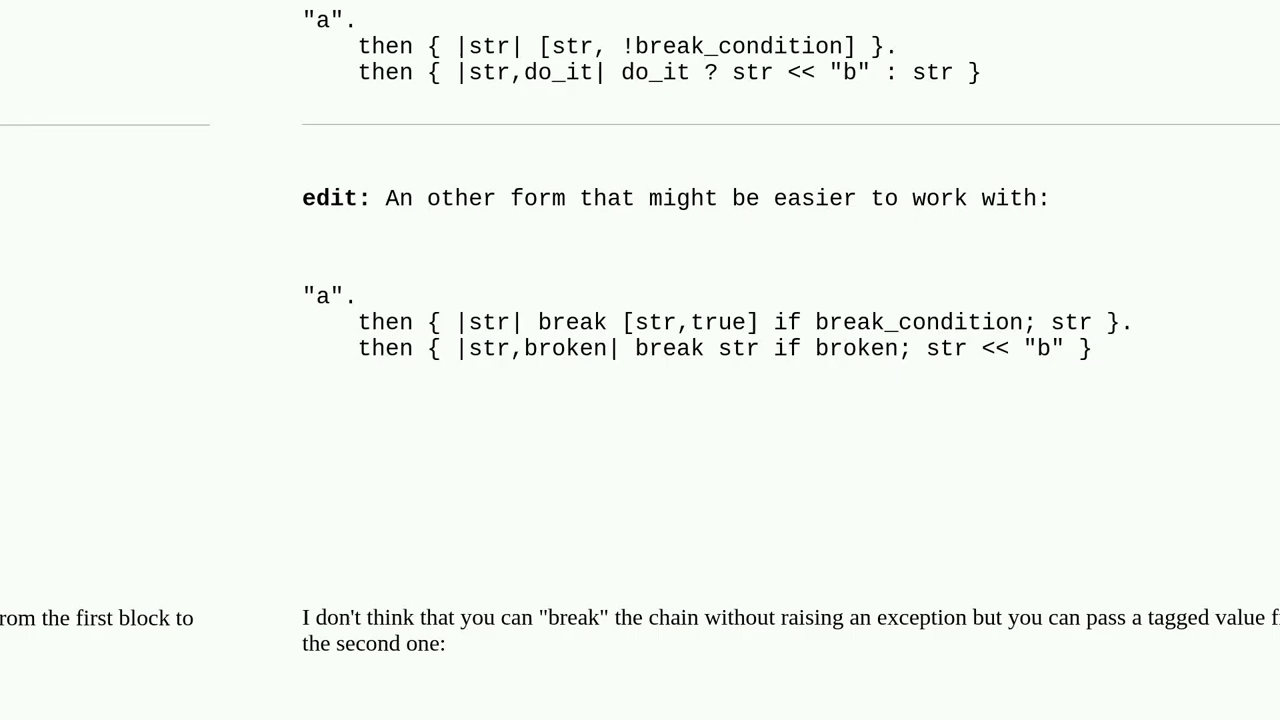 "a".
    then { |str| [str, !break_condition] }.
    then { |str,do_it| do_it ? str << "b" : str }
edit: An other form that might be easier to work with:
"a".
    then { |str| break [str,true] if break_condition; str }.
    then { |str,broken| break str if broken; str << "b" }
rom the first block to
I don't think that you can "break" the chain without raising an exception but you can pass a tagged value
the second one: